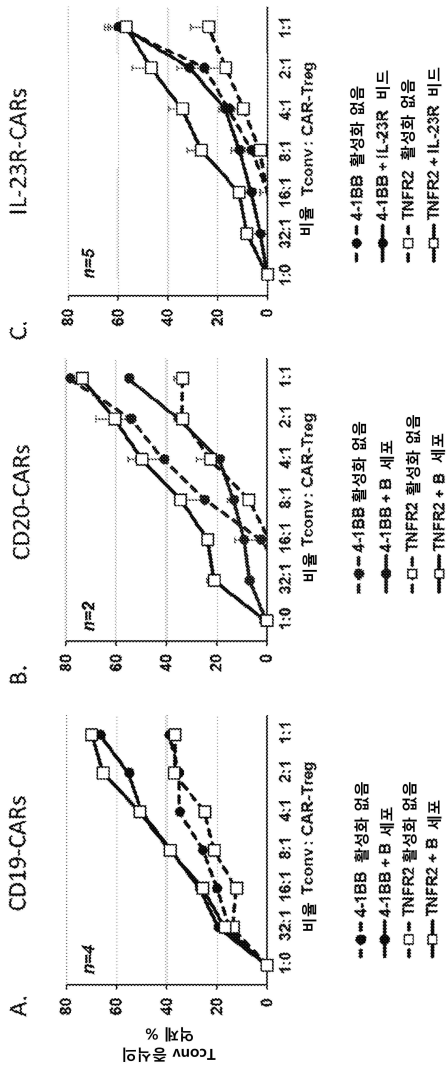 A. CD19-CARs
Tconv 증식의
억제 %
80
60
40
20
0
n=4
1:0 32:1 16:1 8:1 4:1 2:1 1:1
비율 Tconv : CAR-Treg
4-1BB 활성화 없음
4-1BB + B 세포
TNFR2 활성화 없음
TNFR2 + B 세포
B. CD20-CARs
80
60
40
20
0
n=2
1:0 32:1 16:1 8:1 4:1 2:1 1:1
비율 Tconv : CAR-Treg
4-1BB 활성화 없음
4-1BB + B 세포
TNFR2 활성화 없음
TNFR2 + B 세포
C. IL-23R-CARs
80
60
40
20
0
n=5
1:0 32:1 16:1 8:1 4:1 2:1 1:1
비율 Tconv : CAR-Treg
4-1BB 활성화 없음
4-1BB + IL-23R 비드
TNFR2 활성화 없음
TNFR2 + IL-23R 비드